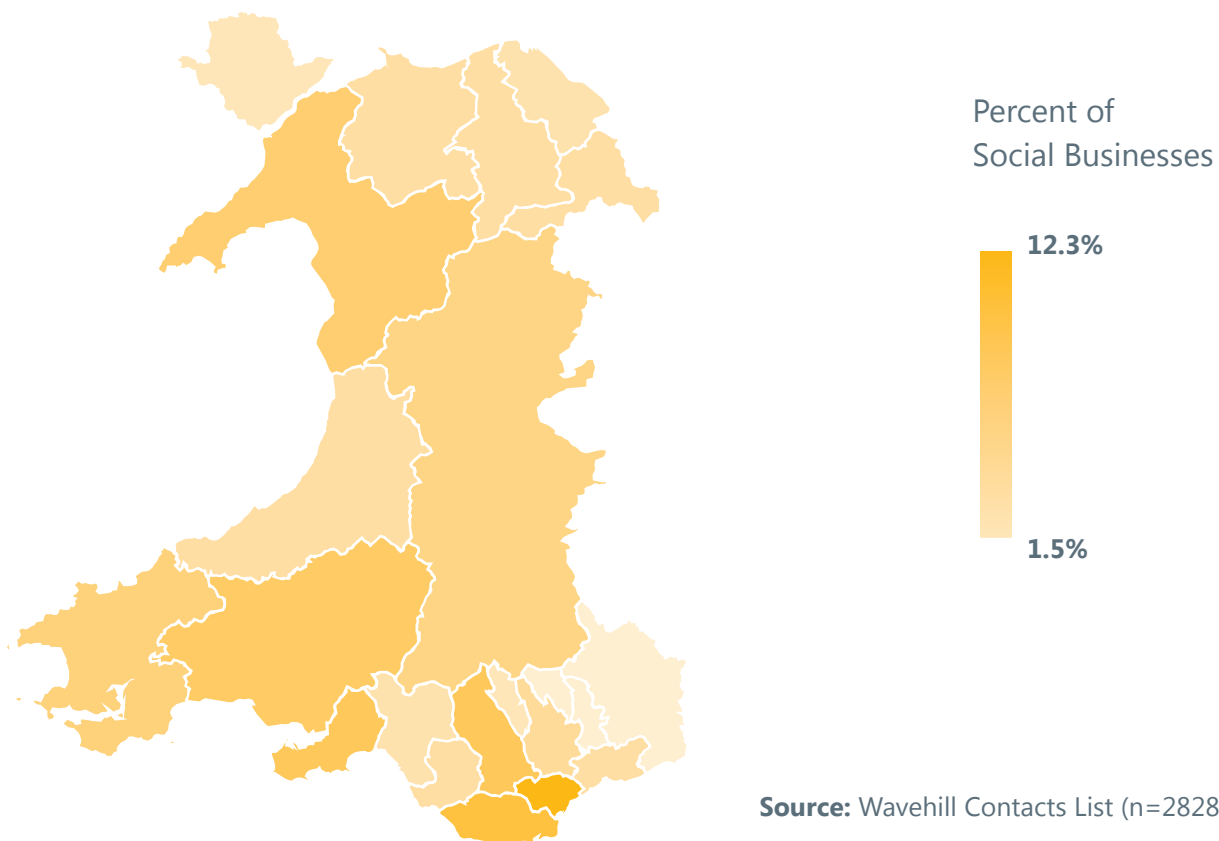 Percent of
Social Businesses
12.3%
1.5%
Source: Wavehill Contacts List (n=2828